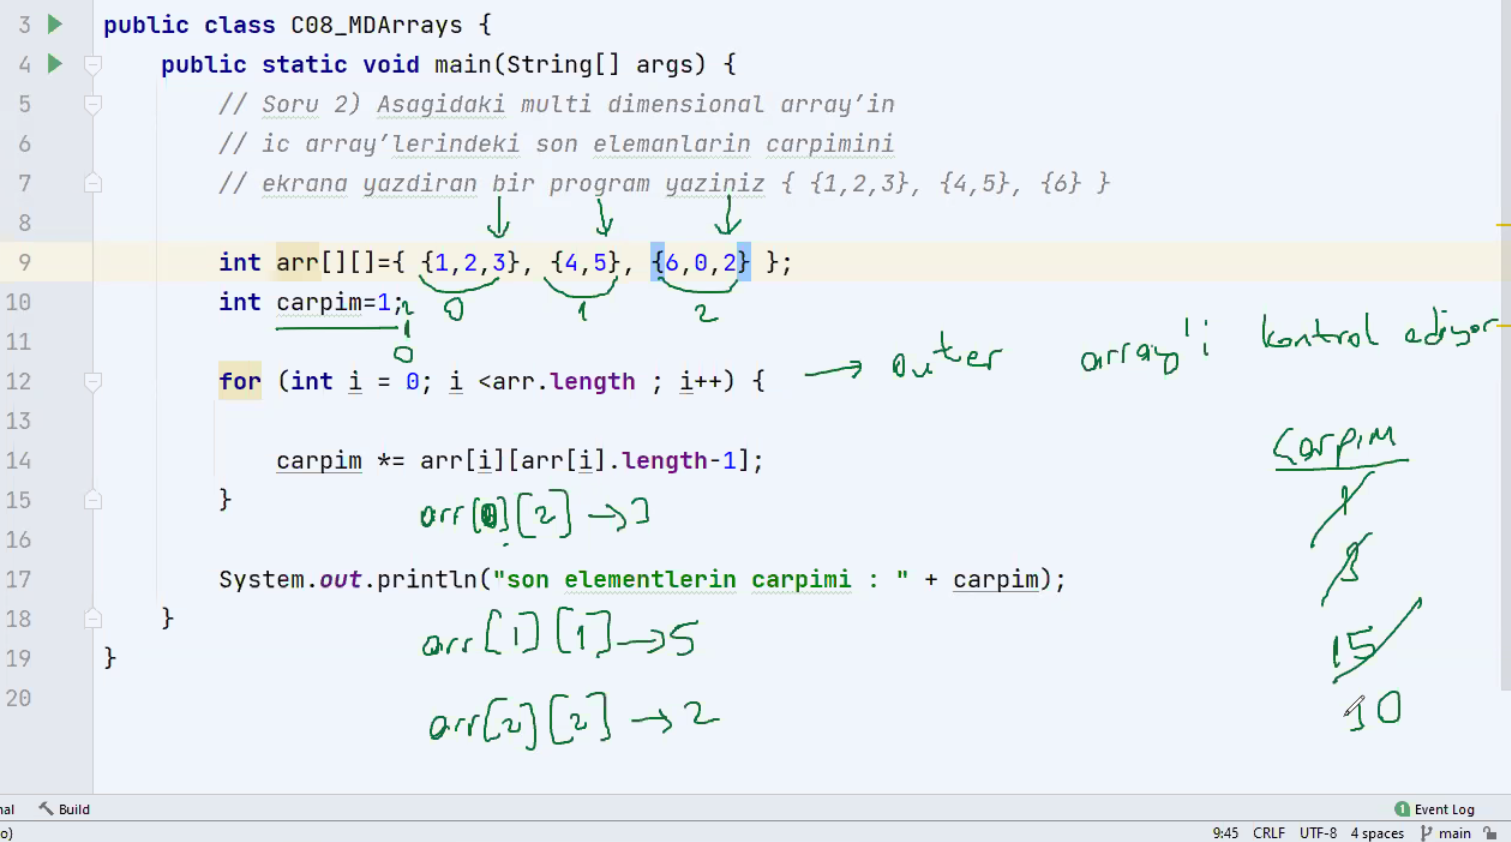 3 public class C08_MDArrays {
4 public static void main(String[] args) {
5 // Soru 2) Asagidaki multi dimensional array’in
6 // ic array’lerindeki son elemanlarin carpimini
7 // ekrana yazdiran bir program yaziniz { {1,2,3}, {4,5}, {6} }
8
9 int arr[][]={ {1,2,3}, {4,5}, {6,0,2} };
10 int carpim=1;
0 1 2
11
0
outer array'i kontrol ediyor
12 for (int i = 0; i <arr.length ; i++) {
13
Carpım
14 carpim *= arr[i][arr[i].length-1];
1
15 }
arr[0][2] → 3
16
3
17 System.out.println("son elementlerin carpimi : " + carpim);
18 }
arr[1][1] → 5
15
19 }
20
arr[2][2] → 2
30
nal Build Event Log
o) 9:45 CRLF UTF-8 4 spaces main